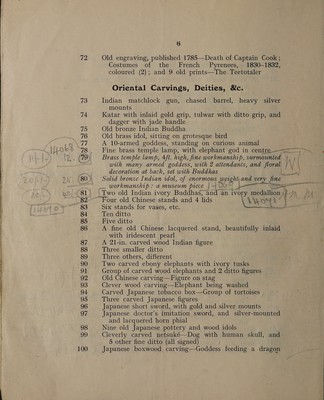 6
72 Old engraving, published 1785—Death of Captain Cook;
Costumes of the French Pyrenees, 1830-1832,
coloured (2); and 9 old prints—The Teetotaler
Oriental Carvings, Deities, &c.
73 Indian matchlock gun, chased barrel, heavy silver
mounts
74 Katar with inlaid gold grip, tulwar with ditto grip, and
dagger with jade handle
75 Old bronze Indian Buddha
76 Old brass idol, sitting on grotesque bird
77 A 10-armed goddess, standing on curious animal
78 Fine brass temple lamp, with elephant god in centre
79 Brass temple lamp, 4ft. high, fine workmanship, surmounted
with many armed goddess, with 2 attendants, and floral
decoration at back, set with Buddhas
80 Solid bronze Indian idol, of enormous weight, and very fine
workmanship: a museum piece
81 Two old Indian ivory Buddhas, and an ivory medallion
82 Four old Chinese stands and 4 lids
83 Six stands for vases, etc.
84 Ten ditto
85 Five ditto
86 A fine old Chinese lacquered stand, beautifully inlaid
with iridescent pearl
87 A 21-in. carved wood Indian figure
88 Three smaller ditto
89 Three others, different
90 Two carved ebony elephants with ivory tusks
91 Group of carved wood elephants and 2 ditto figures
92 Old Chinese carving—Figure on stag
93 Clever wood carving—Elephant being washed
94 Carved Japanese tobacco box—Group of tortoises
95 Three carved Japanese figures
96 Japanese short sword, with gold and silver mounts
97 Japanese doctor's imitation sword, and silver-mounted
and lacquered horn phial
98 Nine old Japanese pottery and wood idols
99 Cleverly carved netsuké—Dog with human skull, and
5 other fine ditto (all signed)
100 Japanese boxwood carving—Goddess feeding a dragon